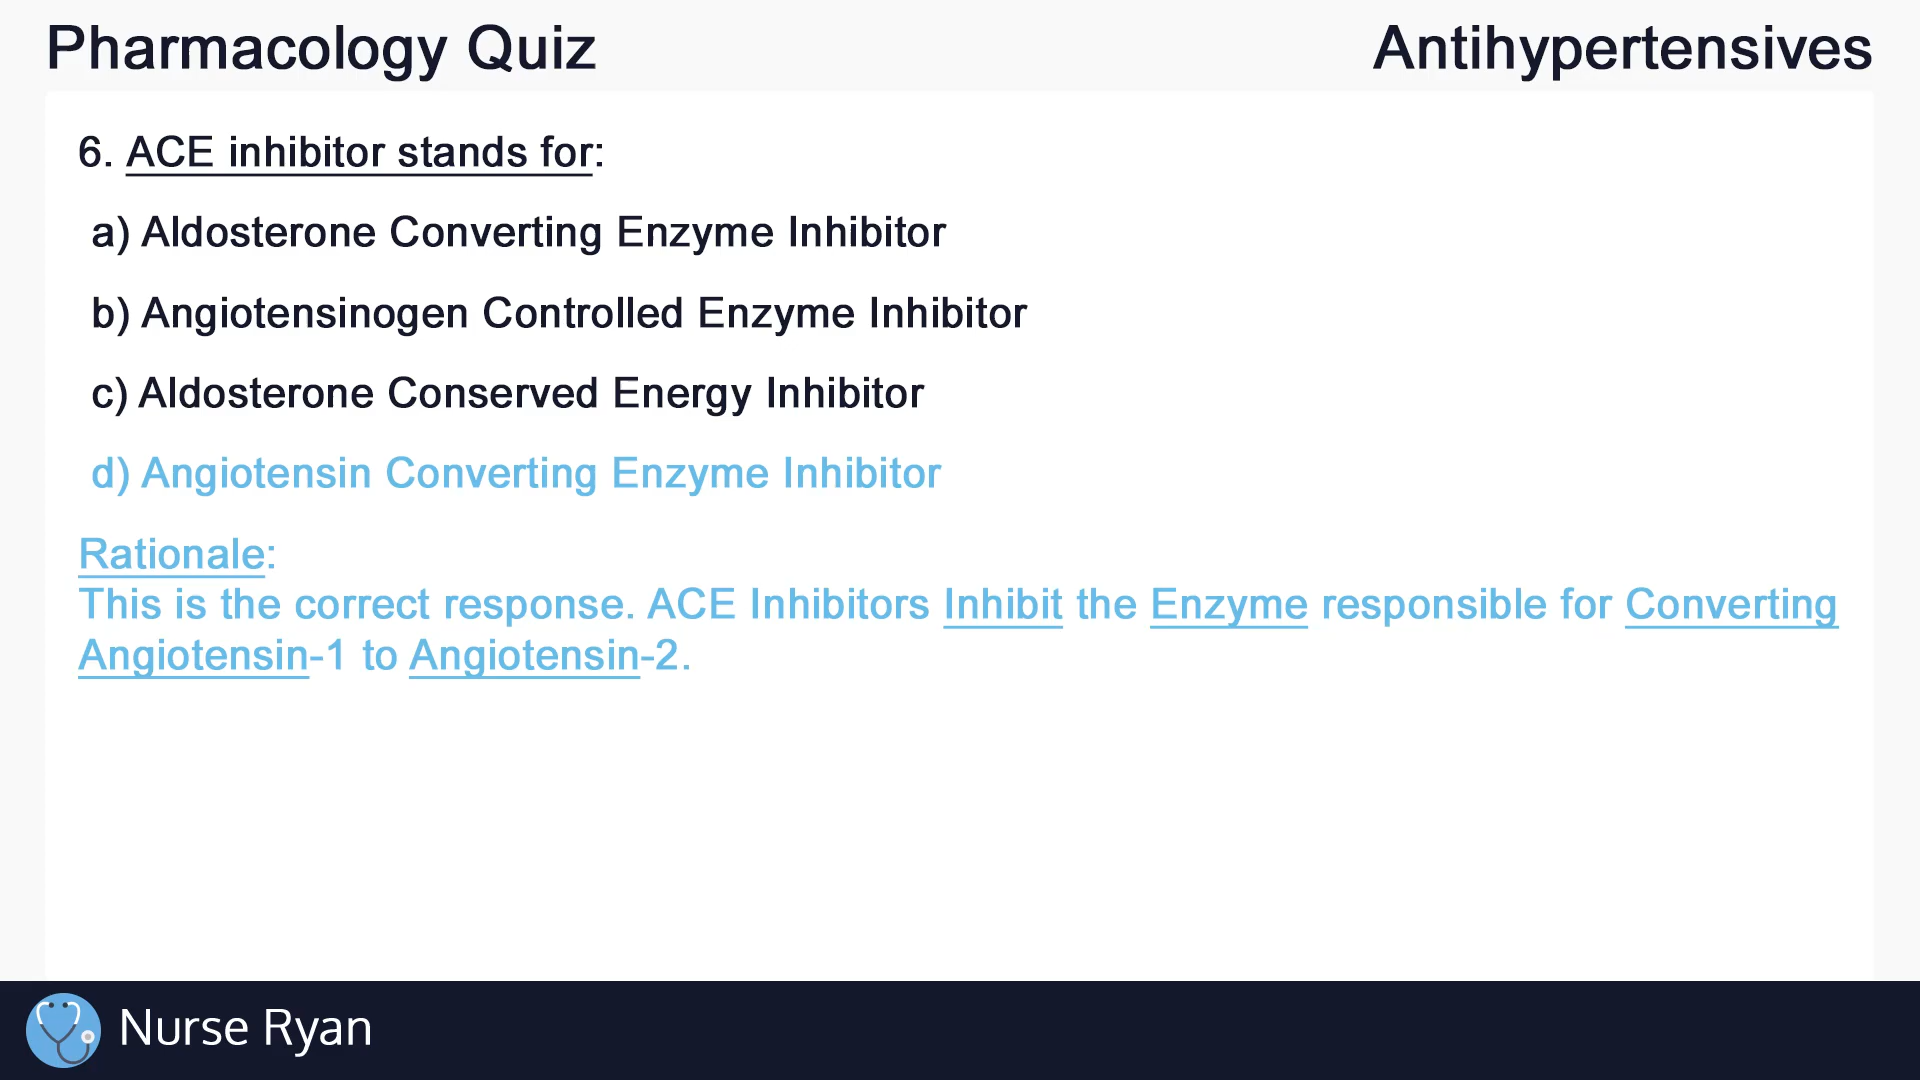 Pharmacology Quiz
Antihypertensives
6. ACE inhibitor stands for:
a) Aldosterone Converting Enzyme Inhibitor
b) Angiotensinogen Controlled Enzyme Inhibitor
c) Aldosterone Conserved Energy Inhibitor
d) Angiotensin Converting Enzyme Inhibitor
Rationale:
This is the correct response. ACE Inhibitors Inhibit the Enzyme responsible for Converting
Angiotensin-1 to Angiotensin-2.
Nurse Ryan